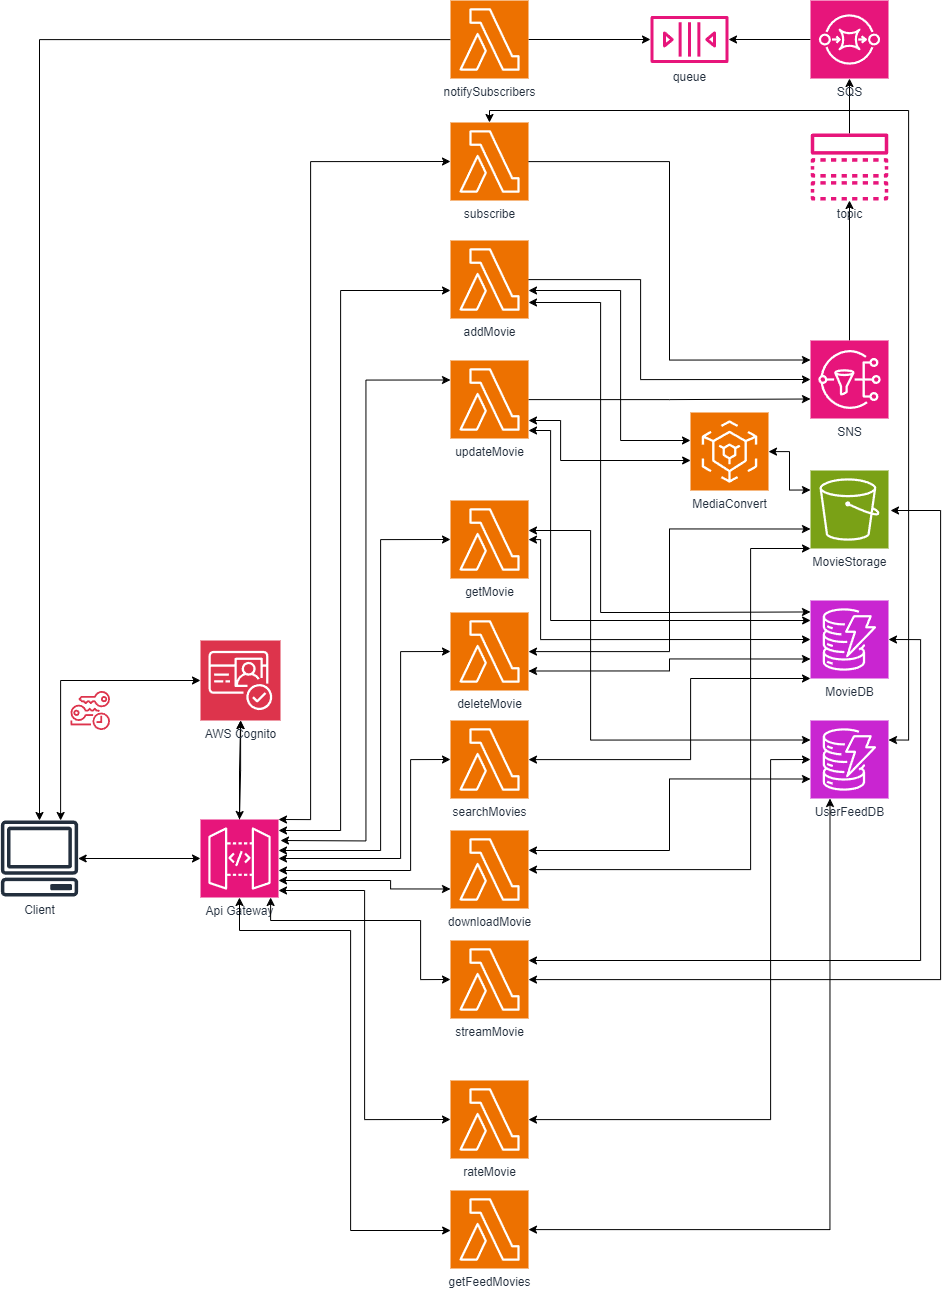 notifySubscribers
queue
SQS
subscribe
topic
addMovie
updateMovie
SNS
MediaConvert
getMovie
MovieStorage
deleteMovie
MovieDB
AWS Cognito
searchMovies
UserFeedDB
</>
Client
Api Gateway
downloadMovie
streamMovie
rateMovie
getFeedMovies